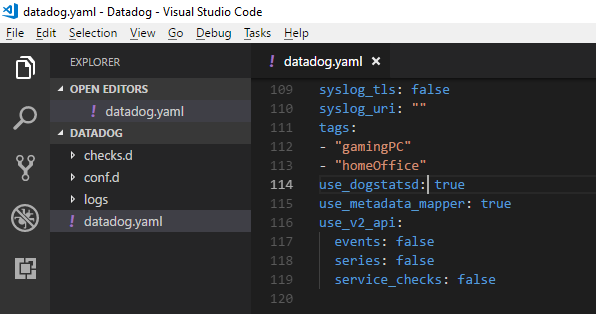 datadog.yaml - Datadog - Visual Studio Code
File Edit Selection View Go Debug Tasks Help
EXPLORER
OPEN EDITORS
! datadog.yaml
DATADOG
checks.d
conf.d
logs
! datadog.yaml
! datadog.yaml ×
109 syslog_tls: false
110 syslog_uri: ""
111 tags:
112 - "gamingPC"
113 - "homeOffice"
114 use_dogstatsd: true
115 use_metadata_mapper: true
116 use_v2_api:
117   events: false
118   series: false
119   service_checks: false
120